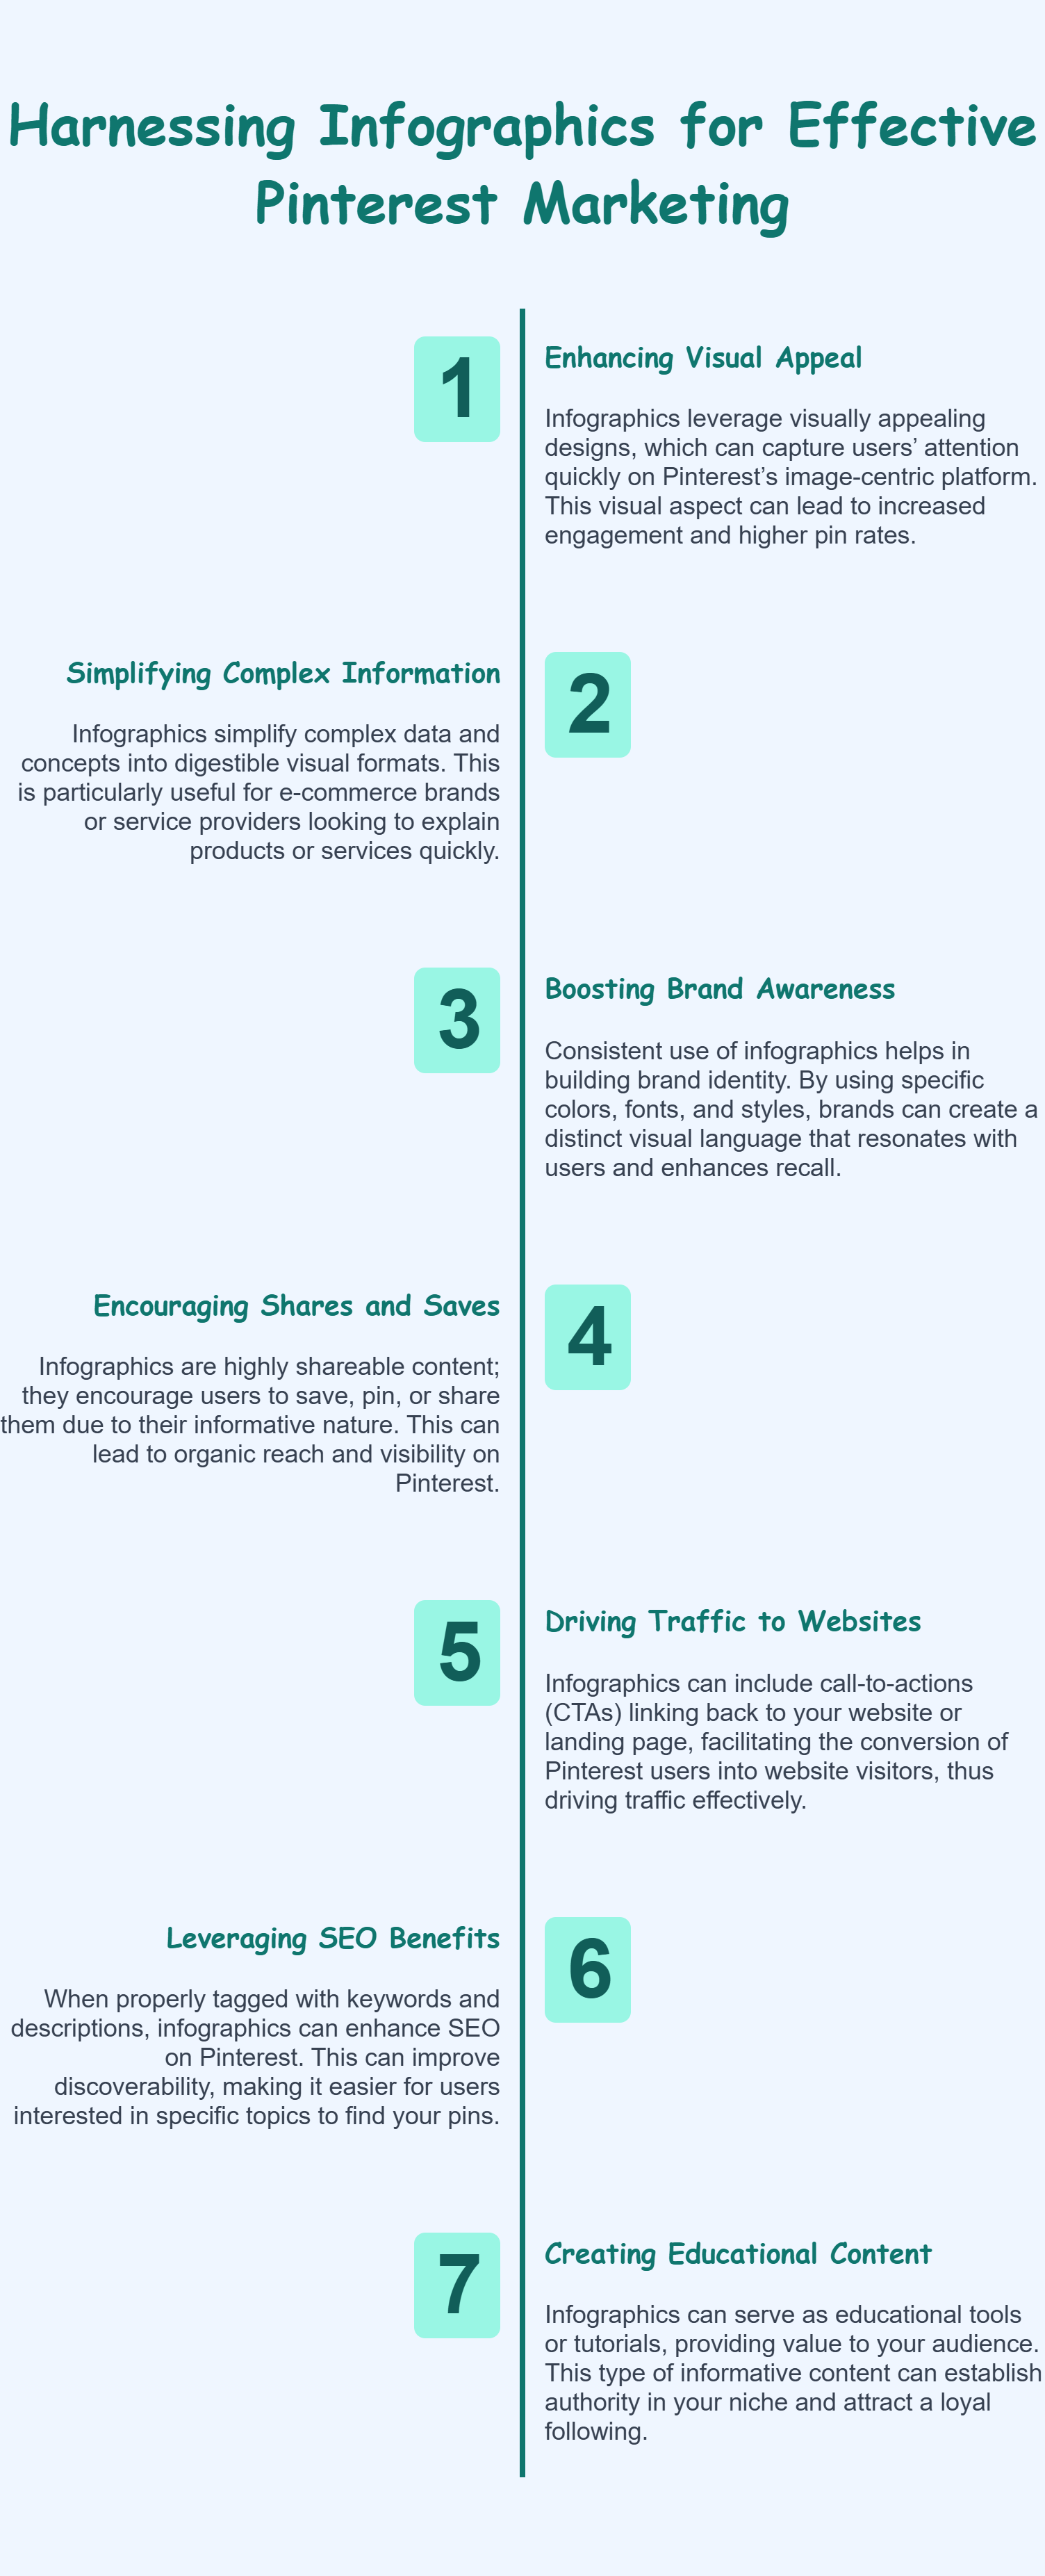 Harnessing Infographics for Effective
Pinterest Marketing
1
Enhancing Visual Appeal
Infographics leverage visually appealing
designs, which can capture users’ attention
quickly on Pinterest’s image-centric platform.
This visual aspect can lead to increased
engagement and higher pin rates.
2
Simplifying Complex Information
Infographics simplify complex data and
concepts into digestible visual formats. This
is particularly useful for e-commerce brands
or service providers looking to explain
products or services quickly.
3
Boosting Brand Awareness
Consistent use of infographics helps in
building brand identity. By using specific
colors, fonts, and styles, brands can create a
distinct visual language that resonates with
users and enhances recall.
4
Encouraging Shares and Saves
Infographics are highly shareable content;
they encourage users to save, pin, or share
them due to their informative nature. This can
lead to organic reach and visibility on
Pinterest.
5
Driving Traffic to Websites
Infographics can include call-to-actions
(CTAs) linking back to your website or
landing page, facilitating the conversion of
Pinterest users into website visitors, thus
driving traffic effectively.
6
Leveraging SEO Benefits
When properly tagged with keywords and
descriptions, infographics can enhance SEO
on Pinterest. This can improve
discoverability, making it easier for users
interested in specific topics to find your pins.
7
Creating Educational Content
Infographics can serve as educational tools
or tutorials, providing value to your audience.
This type of informative content can establish
authority in your niche and attract a loyal
following.